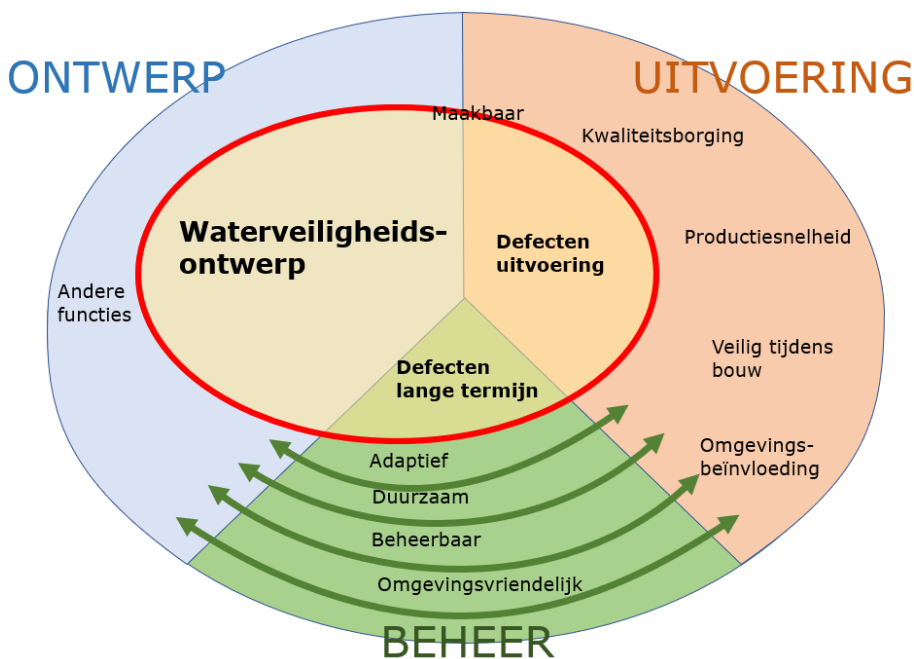 ONTWERP
UITVOERING
Maakbaar
Kwaliteitsborging
Waterveiligheids-
ontwerp
Defecten
uitvoering
Productiesnelheid
Andere
functies
Veilig tijdens
bouw
Defecten
lange termijn
Omgevings-
beïnvloeding
Adaptief
Duurzaam
Beheerbaar
Omgevingsvriendelijk
BEHEER